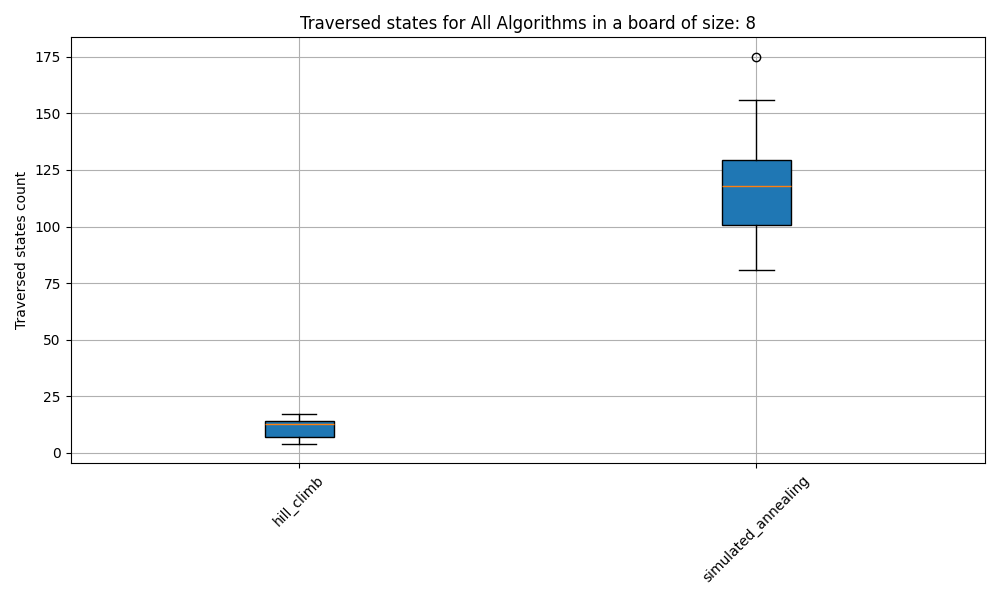 Traversed states for All Algorithms in a board of size: 8
Traversed states count
175
150
125
100
75
50
25
0
hill_climb
simulated_annealing